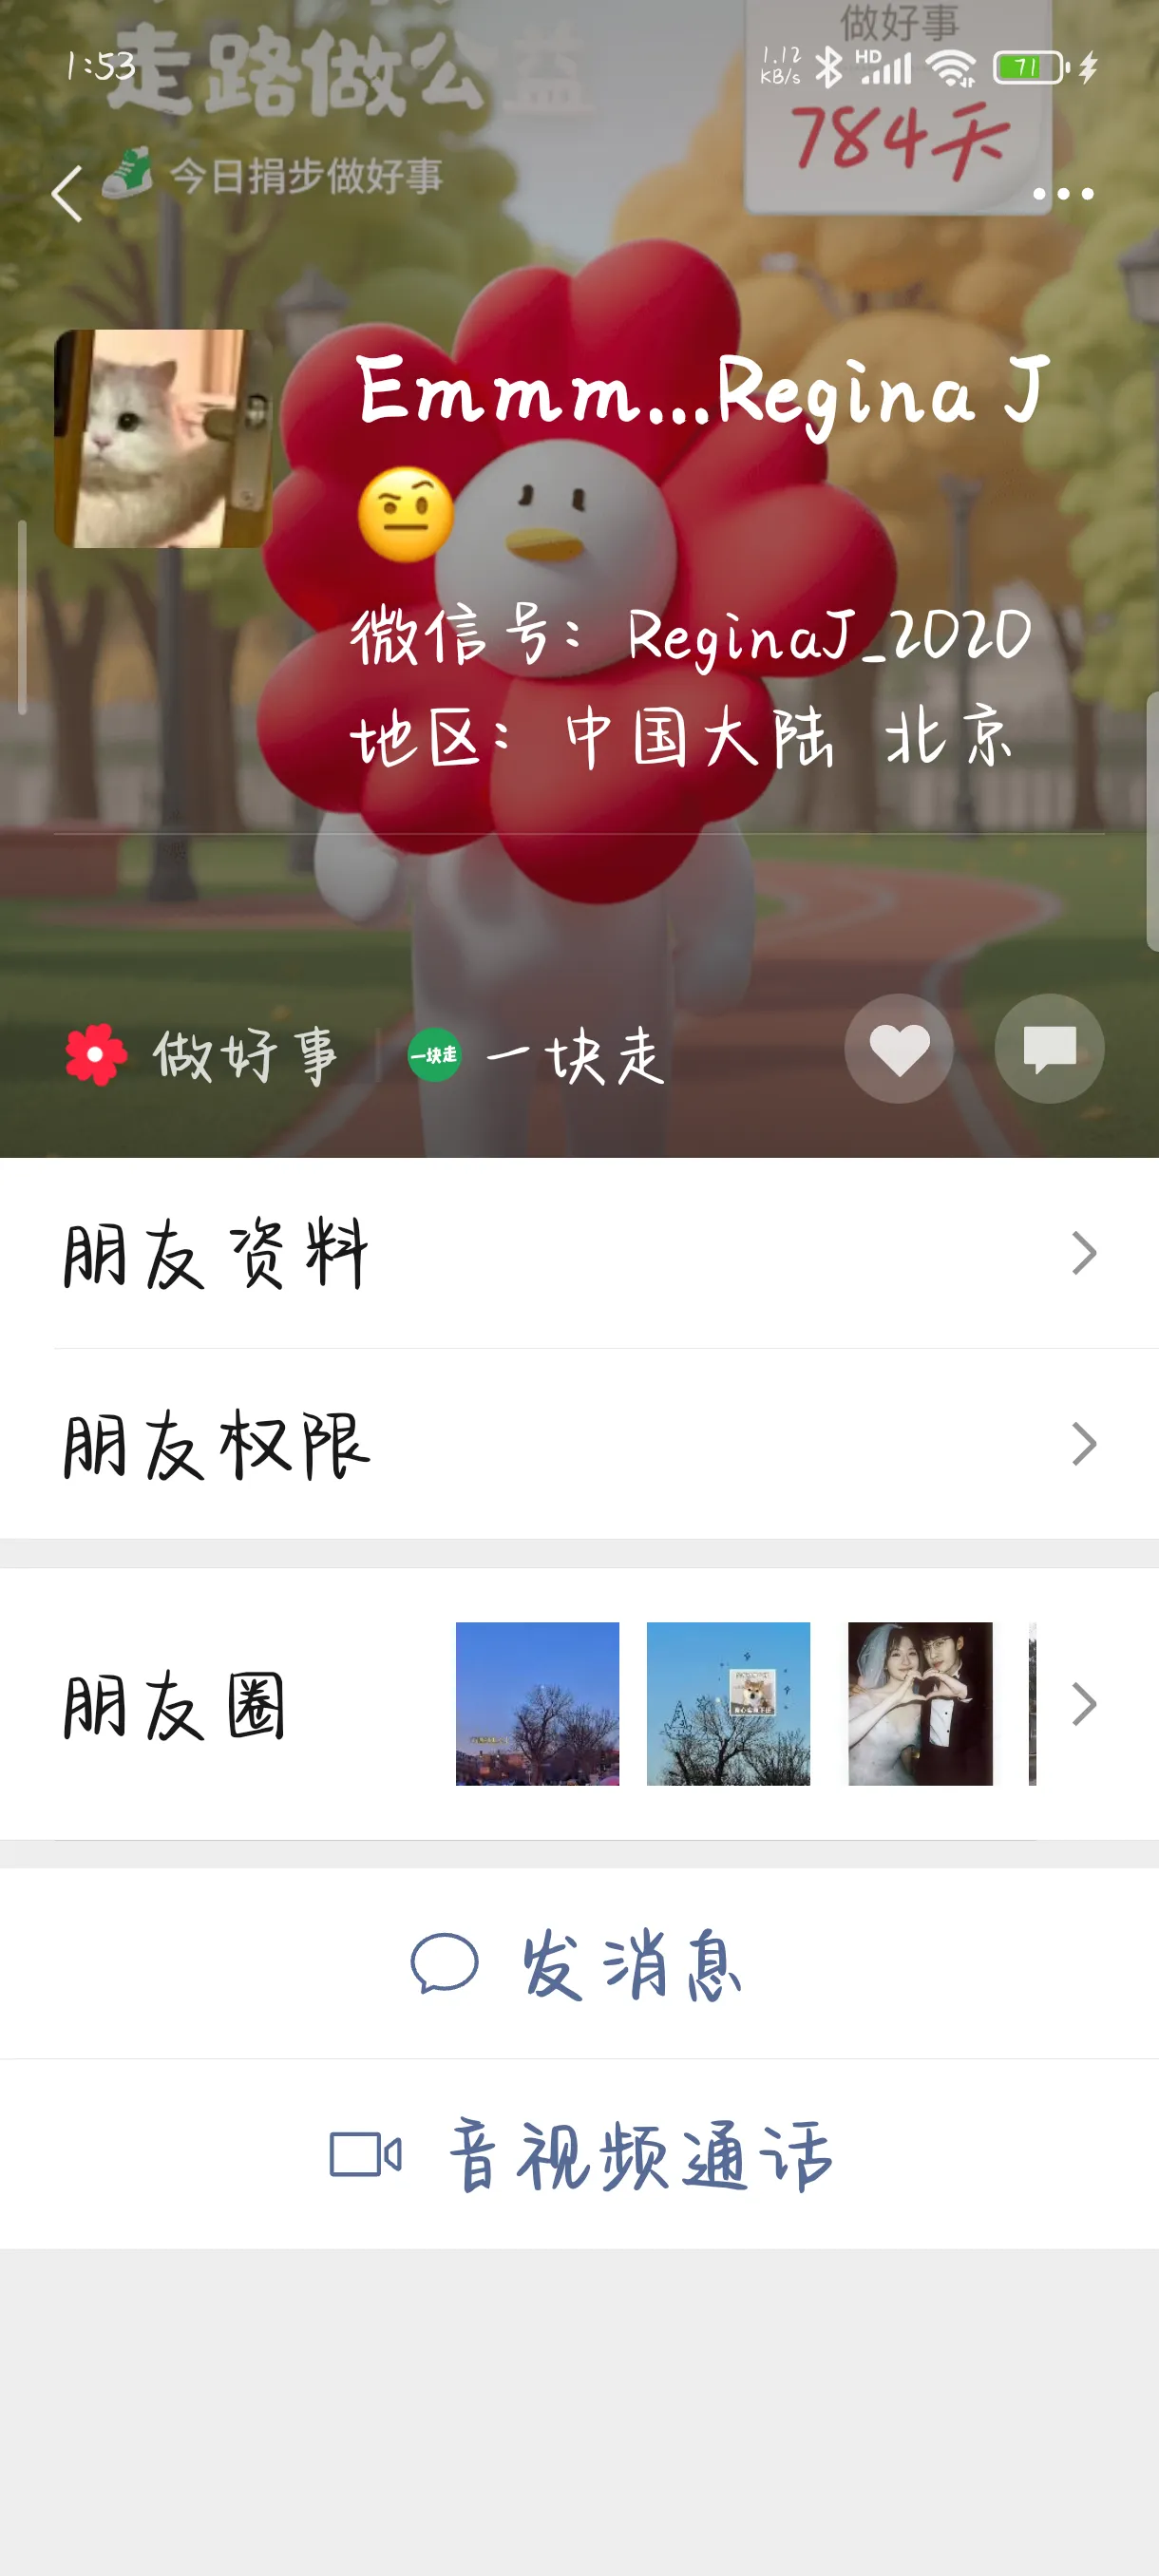 做好事
1:53
1.12 KB/s HD 71
走路做公益
784天
今日捐步做好事
Emmm...Regina J
🤨
微信号：ReginaJ_2020
地区：中国大陆 北京
做好事 一块走 一块走
朋友资料
朋友权限
朋友圈
发消息
音视频通话